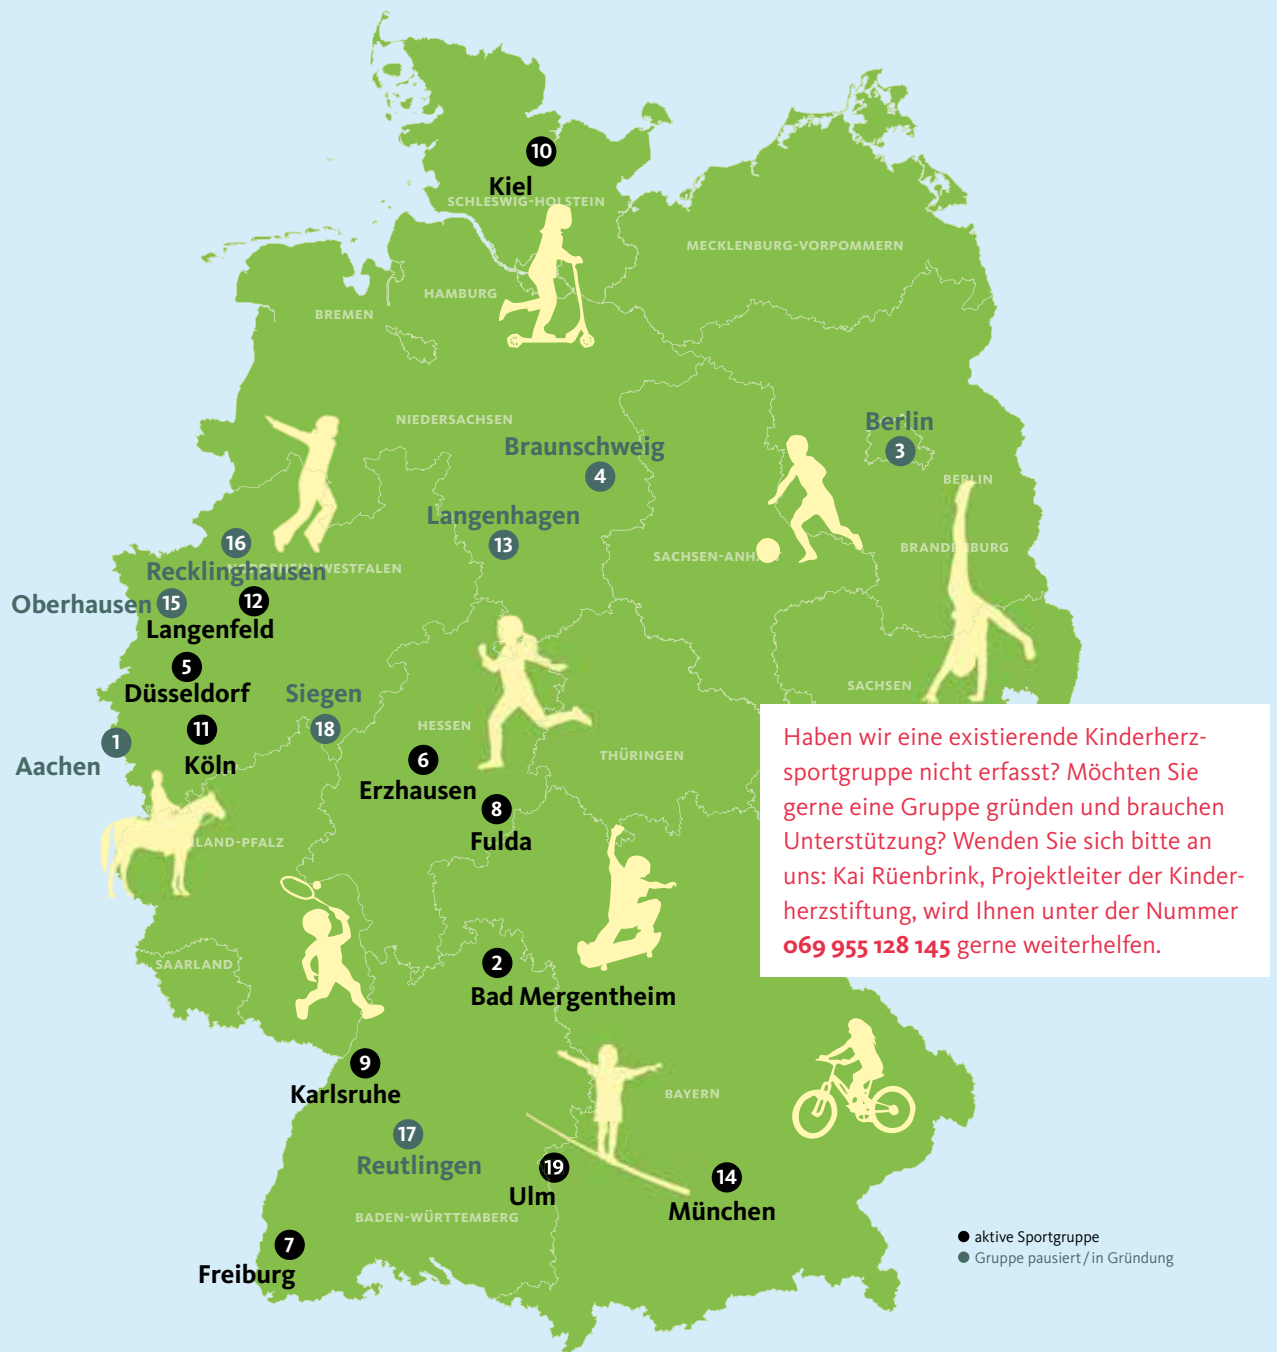 10
Kiel
SCHLESWIG-HOLSTEIN
MECKLENBURG-VORPOMMERN
HAMBURG
BREMEN
NIEDERSACHSEN
Berlin
3
Braunschweig
4
BERLIN
Langenhagen
13
16
BRANDENBURG
SACHSEN-ANHA
Recklinghausen
NORDRHEIN-WESTFALEN
Oberhausen 15
12
Langenfeld
5
Düsseldorf
Siegen
18
SACHSEN
HESSEN
11
Köln
1
Aachen
6
Erzhausen
THÜRINGEN
8
Fulda
Haben wir eine existierende Kinderherz-
sportgruppe nicht erfasst? Möchten Sie
gerne eine Gruppe gründen und brauchen
Unterstützung? Wenden Sie sich bitte an
uns: Kai Rüenbrink, Projektleiter der Kinder-
herzstiftung, wird Ihnen unter der Nummer
069 955 128 145 gerne weiterhelfen.
NLAND-PFALZ
SAARLAND
2
Bad Mergentheim
9
Karlsruhe
BAYERN
17
Reutlingen
19
Ulm
14
München
BADEN-WÜRTTEMBERG
7
Freiburg
aktive Sportgruppe
Gruppe pausiert / in Gründung